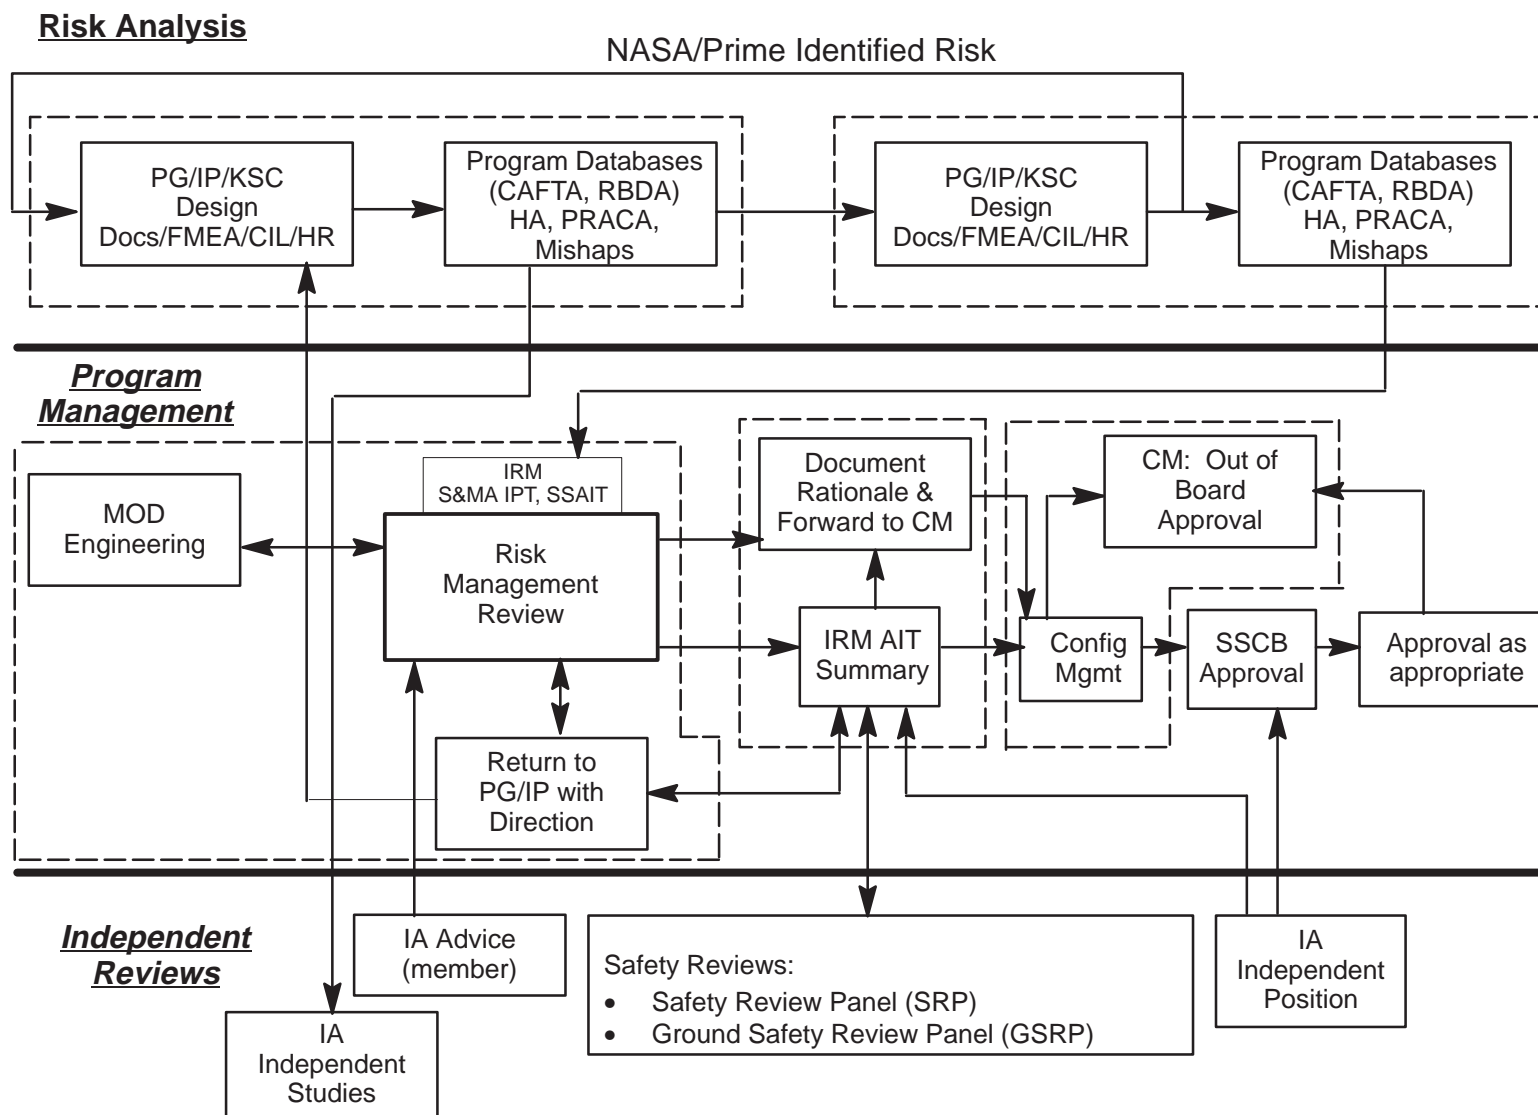 Risk Analysis
NASA/Prime Identified Risk
PG/IP/KSC
Design
Docs/FMEA/CIL/HR
Program Databases
(CAFTA, RBDA)
HA, PRACA,
Mishaps
PG/IP/KSC
Design
Docs/FMEA/CIL/HR
Program Databases
(CAFTA, RBDA)
HA, PRACA,
Mishaps
Program
Management
MOD
Engineering
IRM
S&MA IPT, SSAIT
Risk
Management
Review
Return to
PG/IP with
Direction
Document
Rationale &
Forward to CM
IRM AIT
Summary
CM: Out of
Board
Approval
Config
Mgmt
SSCB
Approval
Approval as
appropriate
Independent
Reviews
IA
Independent
Studies
IA Advice
(member)
Safety Reviews:
• Safety Review Panel (SRP)
• Ground Safety Review Panel (GSRP)
IA
Independent
Position